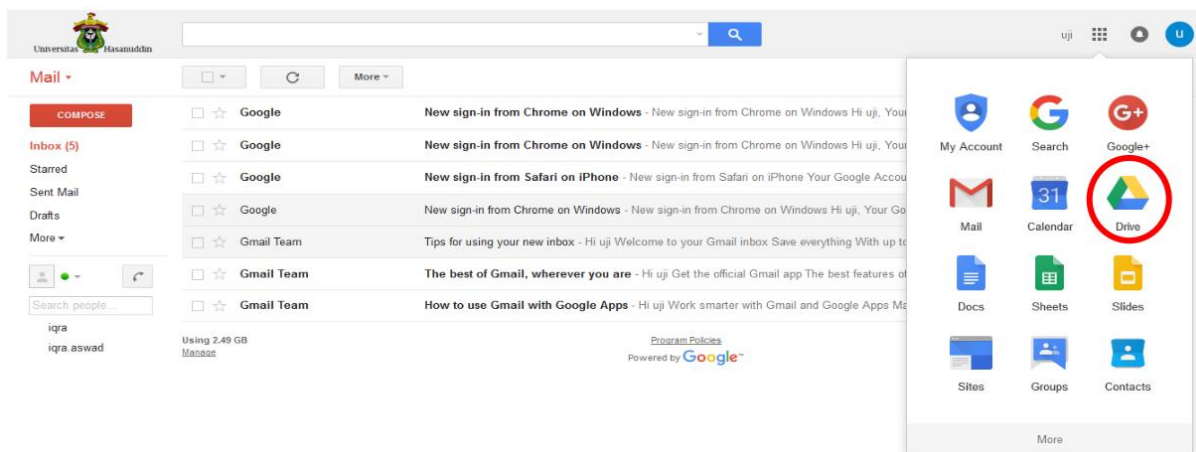 Universitas Hasanuddin
uji
u
Mail
More
COMPOSE
Inbox (5)
Starred
Sent Mail
Drafts
More
Search people...
iqra
iqra.aswad
Google New sign-in from Chrome on Windows - New sign-in from Chrome on Windows Hi uji, Your
Google New sign-in from Chrome on Windows - New sign-in from Chrome on Windows Hi uji, Your
Google New sign-in from Safari on iPhone - New sign-in from Safari on iPhone Your Google Accou
Google New sign-in from Chrome on Windows - New sign-in from Chrome on Windows Hi uji, Your Go
Gmail Team Tips for using your new inbox - Hi uji Welcome to your Gmail inbox Save everything With up to
Gmail Team The best of Gmail, wherever you are - Hi uji Get the official Gmail app The best features of
Gmail Team How to use Gmail with Google Apps - Hi uji Work smarter with Gmail and Google Apps Ma
Using 2.49 GB
Manage
Program Policies
Powered by Google™
G G+
My Account Search Google+
31
Mail Calendar Drive
Docs Sheets Slides
Sites Groups Contacts
More